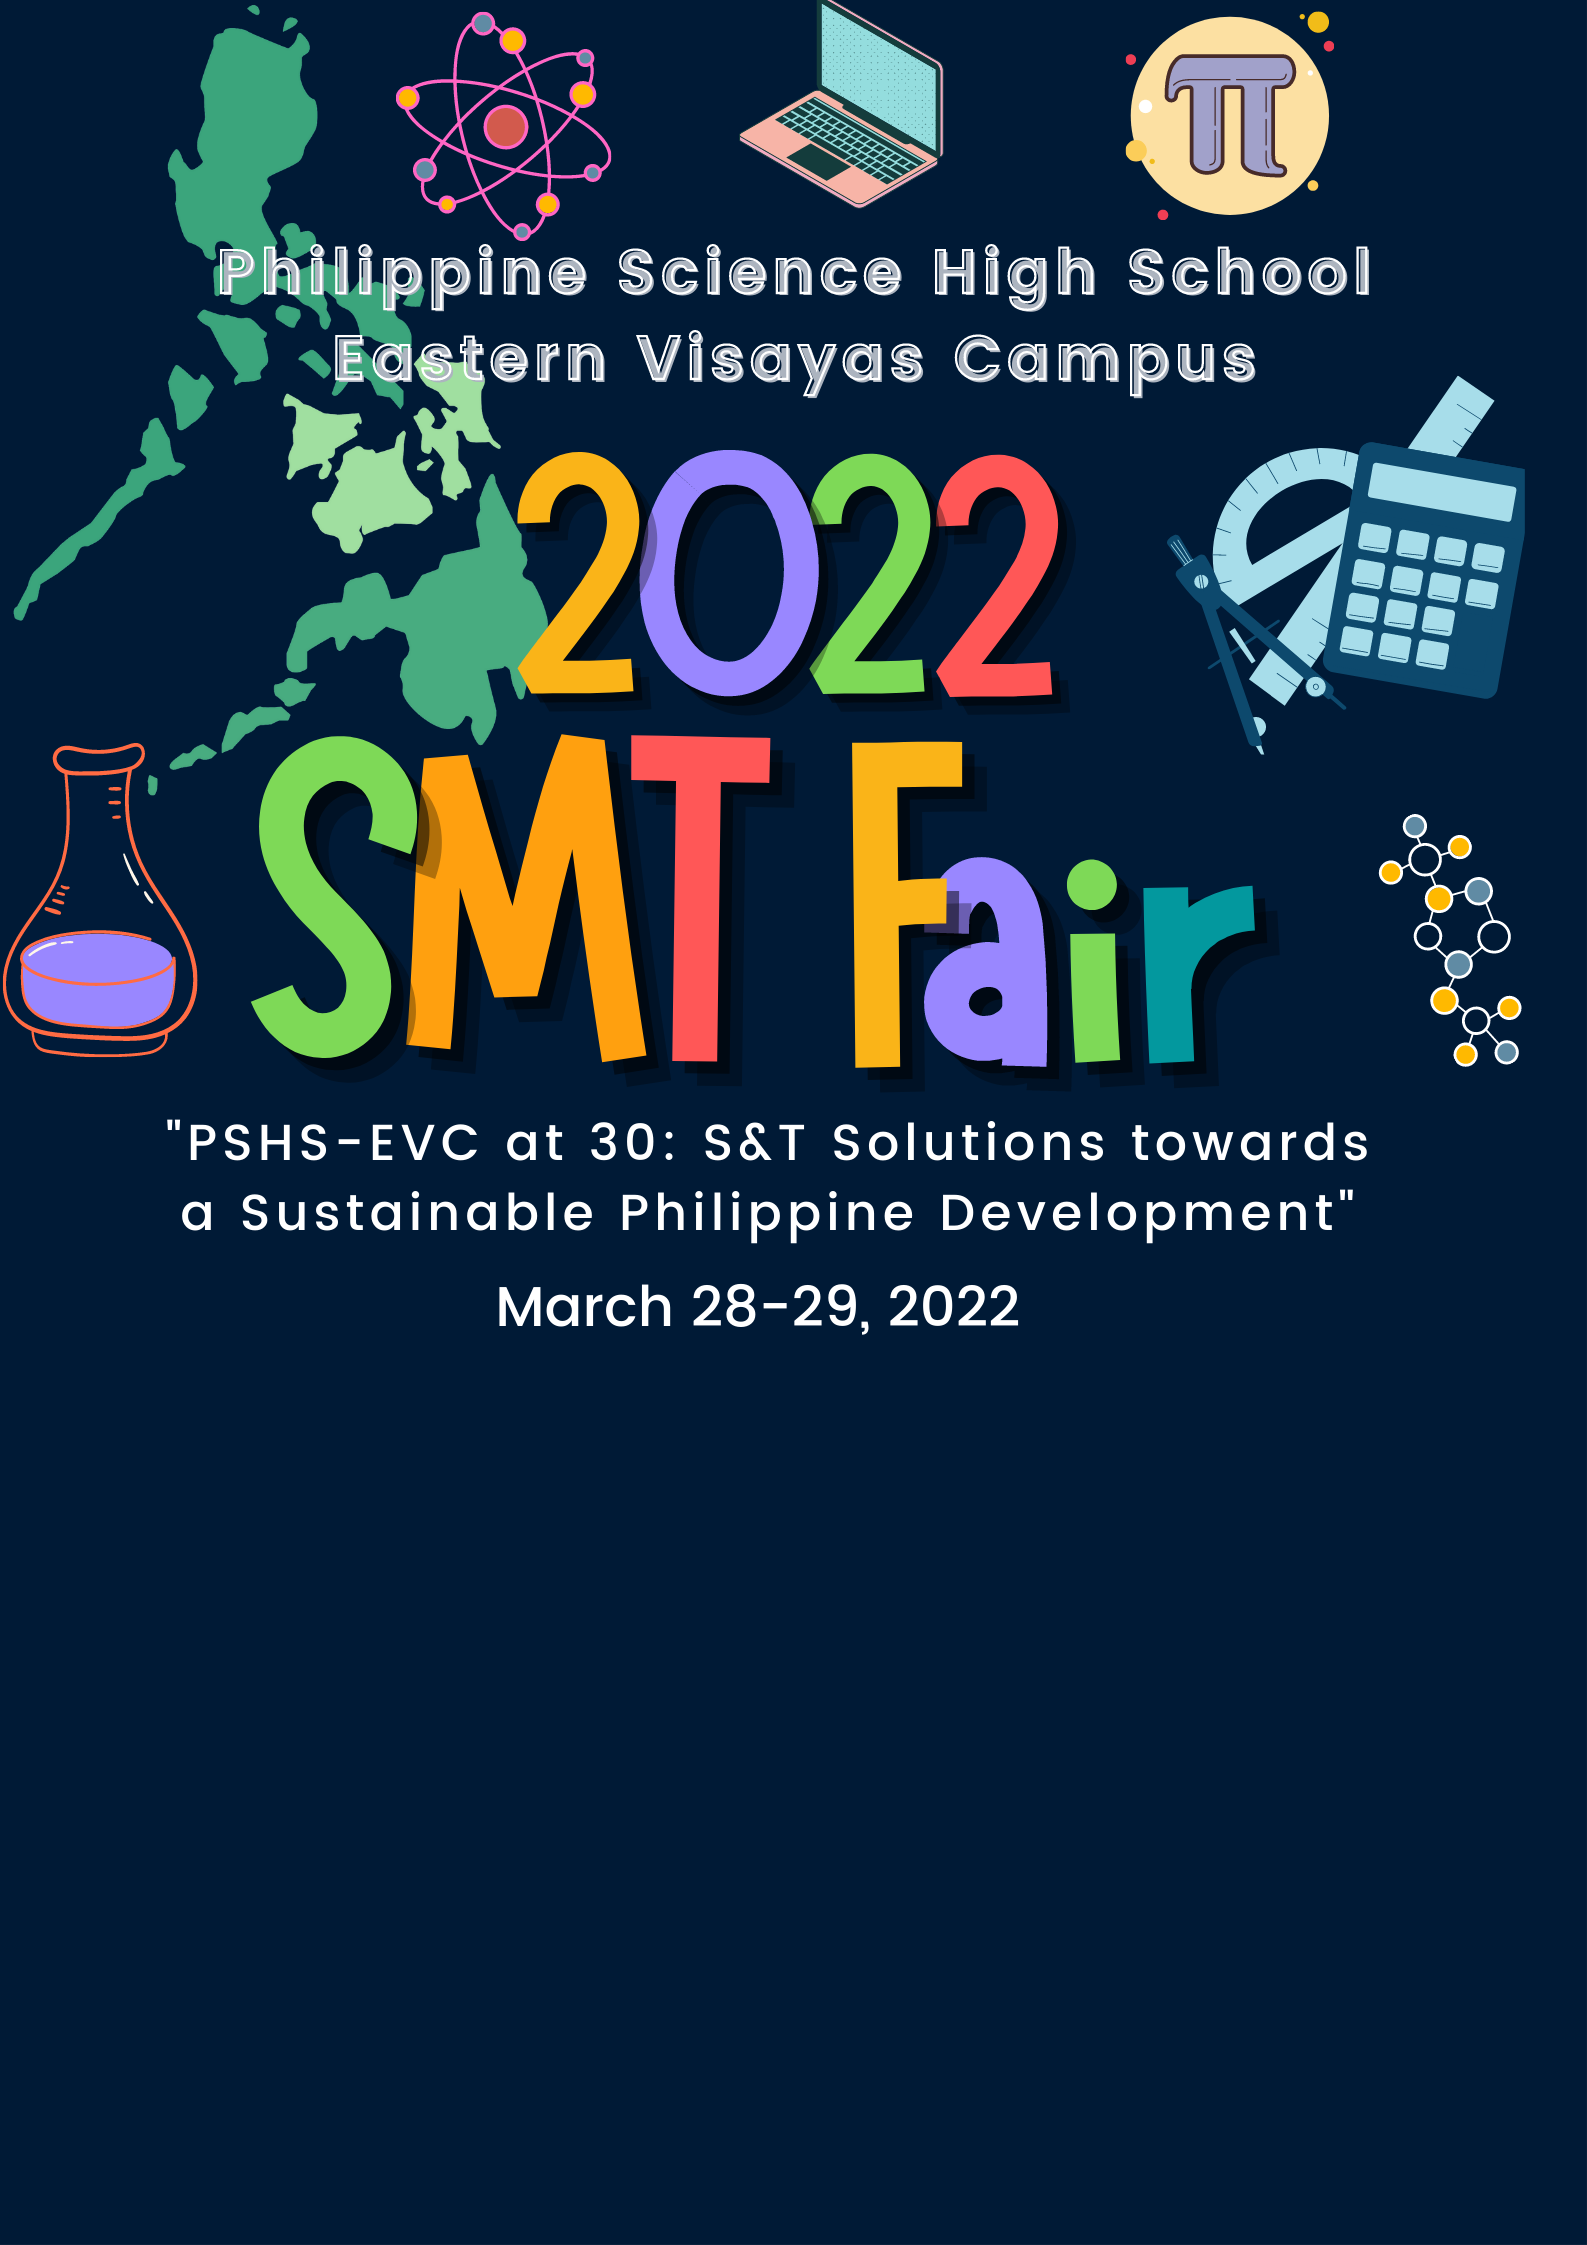 π
Philippine Science High School
Eastern Visayas Campus
2022
SMT Fair
"PSHS-EVC at 30: S&T Solutions towards
a Sustainable Philippine Development"
March 28-29, 2022